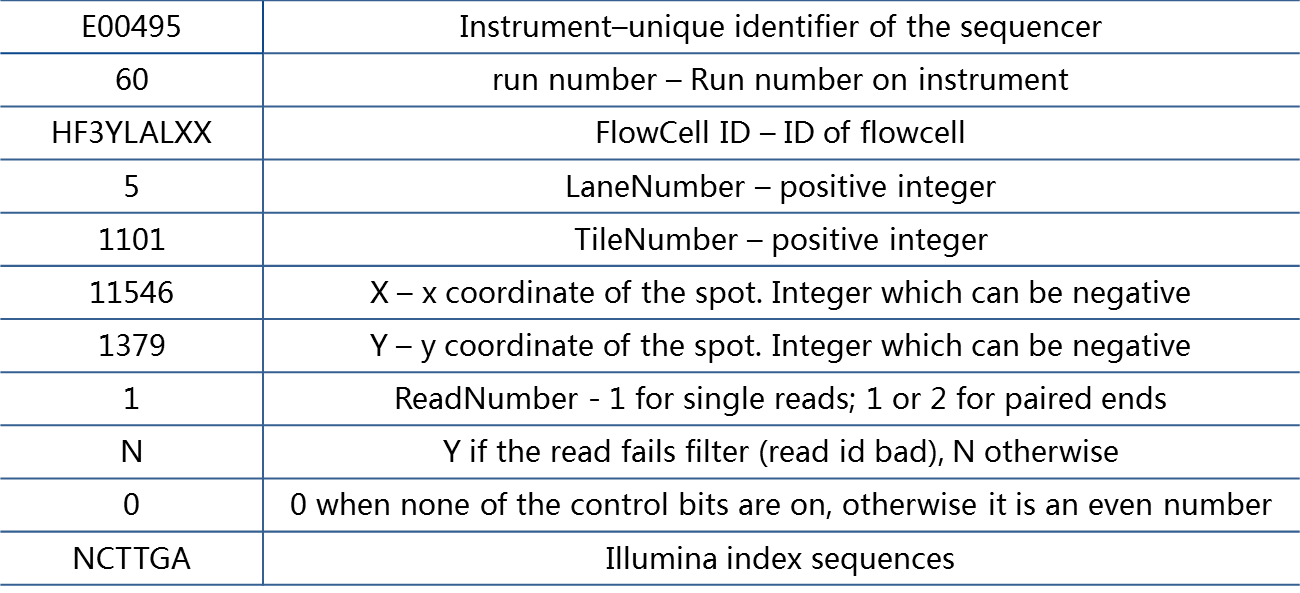 E00495 Instrument–unique identifier of the sequencer
60 run number – Run number on instrument
HF3YLALXX FlowCell ID – ID of flowcell
5 LaneNumber – positive integer
1101 TileNumber – positive integer
11546 X – x coordinate of the spot. Integer which can be negative
1379 Y – y coordinate of the spot. Integer which can be negative
1 ReadNumber - 1 for single reads; 1 or 2 for paired ends
N Y if the read fails filter (read id bad), N otherwise
0 0 when none of the control bits are on, otherwise it is an even number
NCTTGA Illumina index sequences